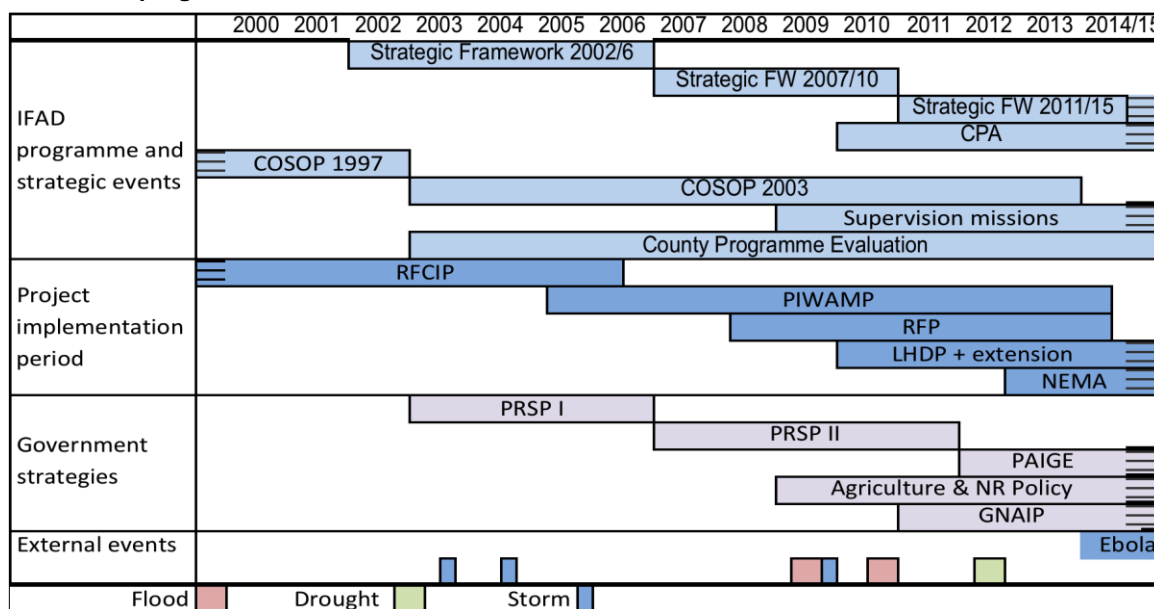 2000 2001 2002 2003 2004 2005 2006 2007 2008 2009 2010 2011 2012 2013 2014/15
IFAD
programme and
strategic events
Strategic Framework 2002/6
Strategic FW 2007/10
Strategic FW 2011/15
CPA
COSOP 1997
COSOP 2003
Supervision missions
County Programme Evaluation
Project
implementation
period
RFCIP
PIWAMP
RFP
LHDP + extension
NEMA
Government
strategies
PRSP I
PRSP II
PAIGE
Agriculture & NR Policy
GNAIP
External events
Ebola
Flood Drought Storm